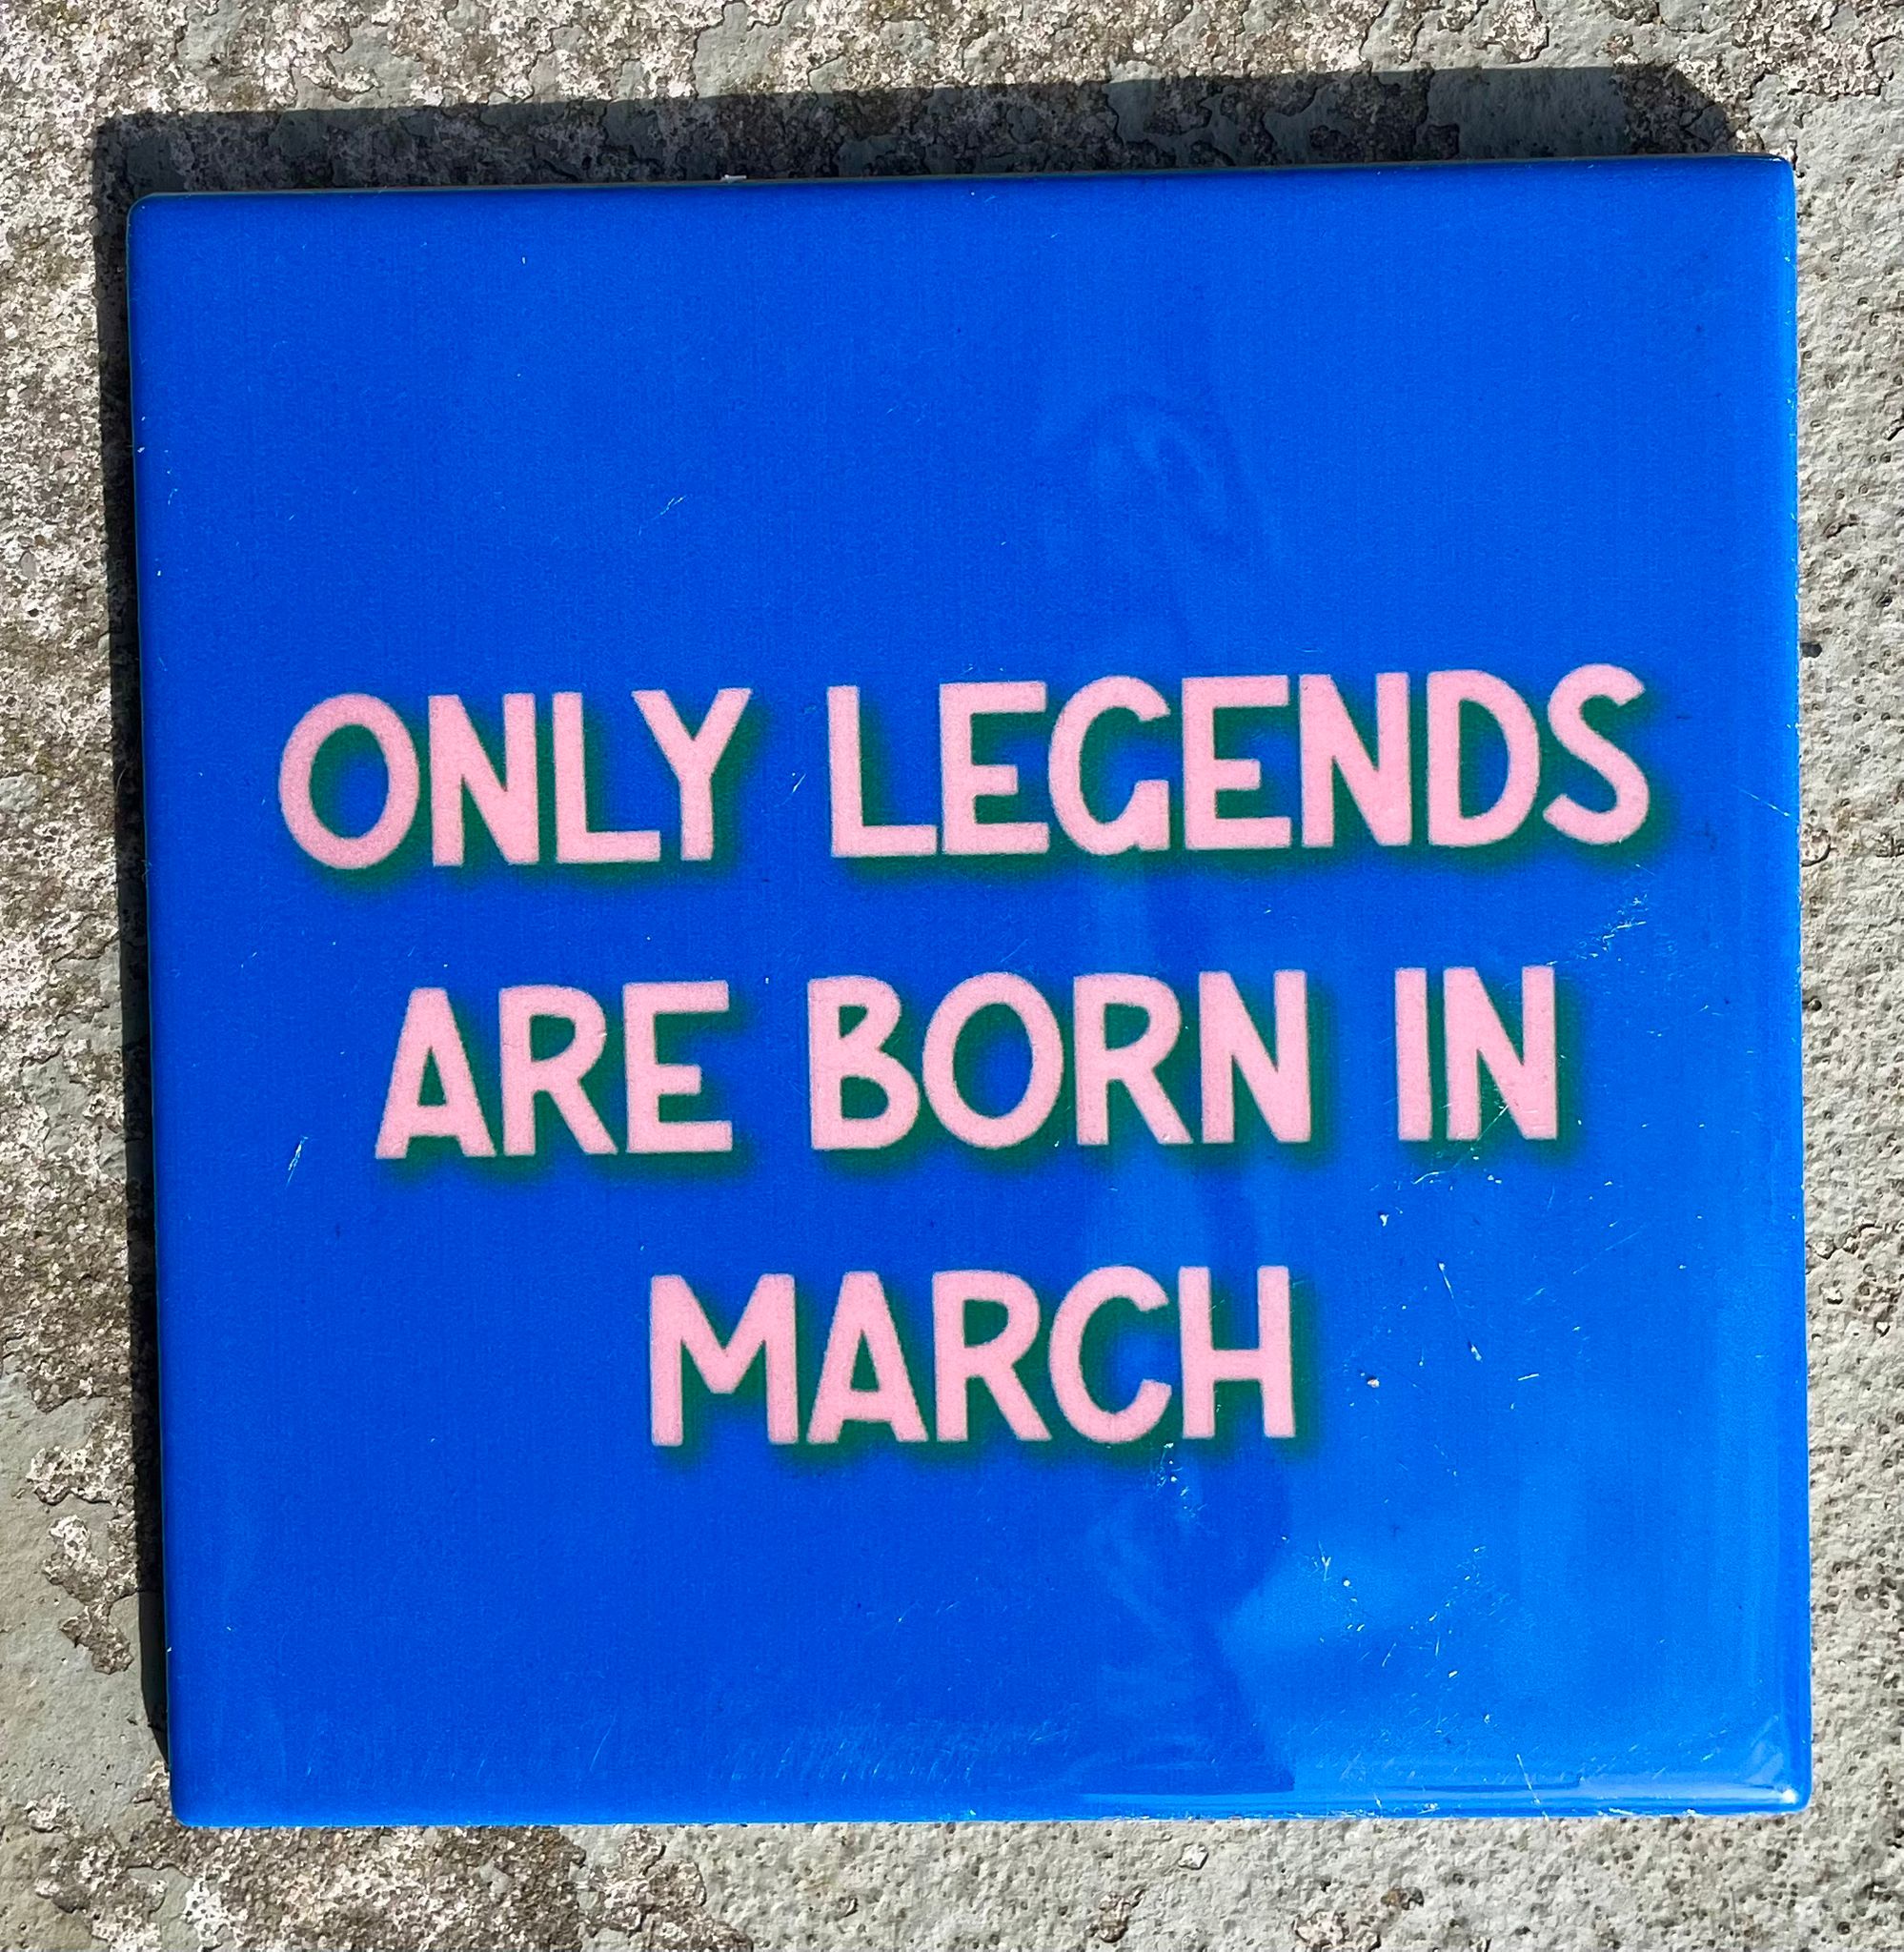 ONLY LEGENDS
ARE BORN IN
MARCH